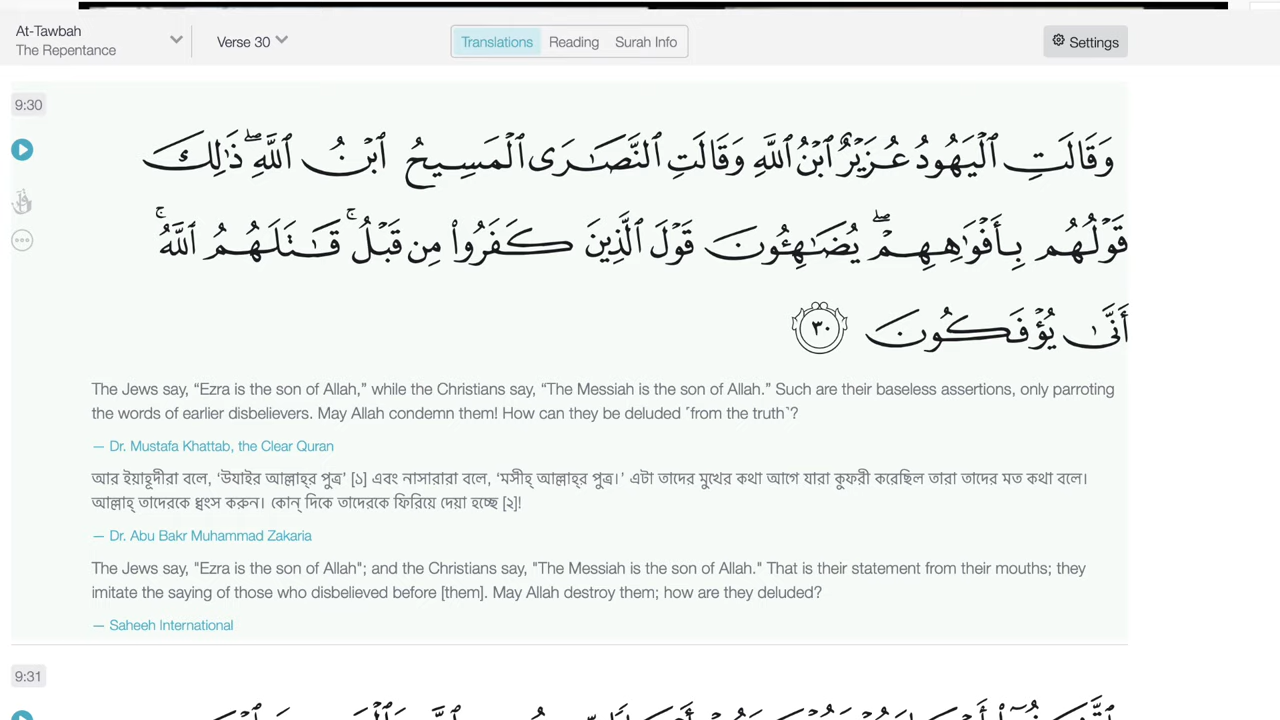 At-Tawbah
The Repentance
Verse 30
Translations
Reading
Surah Info
Settings
9:30
وَقَالَتِ ٱلْيَهُودُ عُزَيْرٌ ٱبْنُ ٱللَّهِ وَقَالَتِ ٱلنَّصَـٰرَى ٱلْمَسِيحُ ٱبْنُ ٱللَّهِ ۖ ذَٰلِكَ
قَوْلُهُم بِأَفْوَٰهِهِمْ ۖ يُضَـٰهِـُٔونَ قَوْلَ ٱلَّذِينَ كَفَرُوا۟ مِن قَبْلُ ۚ قَـٰتَلَهُمُ ٱللَّهُ ۚ
أَنَّىٰ يُؤْفَكُونَ ٣٠
The Jews say, “Ezra is the son of Allah,” while the Christians say, “The Messiah is the son of Allah.” Such are their baseless assertions, only parroting
the words of earlier disbelievers. May Allah condemn them! How can they be deluded ˹from the truth˺?
— Dr. Mustafa Khattab, the Clear Quran
আর ইয়াহূদীরা বলে, ‘উযাইর আল্লাহ্‌র পুত্র’ [১] এবং নাসারারা বলে, ‘মসীহ্‌ আল্লাহ্‌র পুত্র।’ এটা তাদের মুখের কথা আগে যারা কুফরী করেছিল তারা তাদের মত কথা বলে।
আল্লাহ্‌ তাদেরকে ধ্বংস করুন। কোন্‌ দিকে তাদেরকে ফিরিয়ে দেয়া হচ্ছে [২]!
— Dr. Abu Bakr Muhammad Zakaria
The Jews say, "Ezra is the son of Allah"; and the Christians say, "The Messiah is the son of Allah." That is their statement from their mouths; they
imitate the saying of those who disbelieved before [them]. May Allah destroy them; how are they deluded?
— Saheeh International
9:31